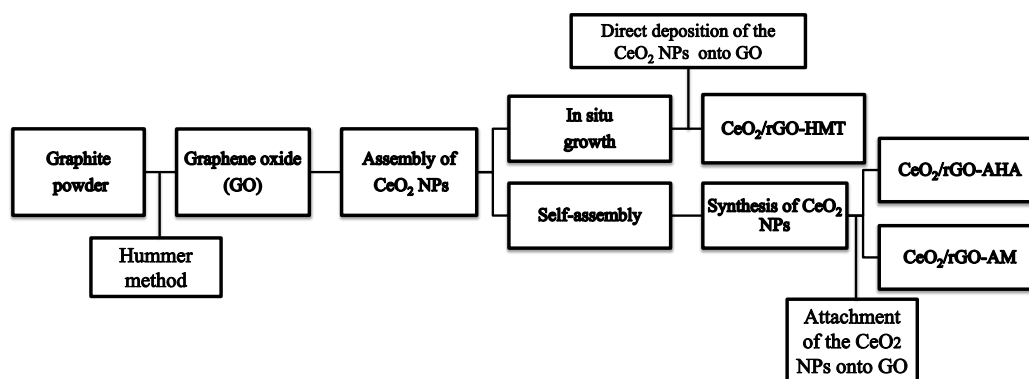 Direct deposition of the
CeO₂ NPs onto GO
In situ
growth
CeO₂/rGO-HMT
Graphite
powder
Graphene oxide
(GO)
Assembly of
CeO₂ NPs
CeO₂/rGO-AHA
Self-assembly
Synthesis of CeO₂
NPs
Hummer
method
CeO₂/rGO-AM
Attachment
of the CeO2
NPs onto GO